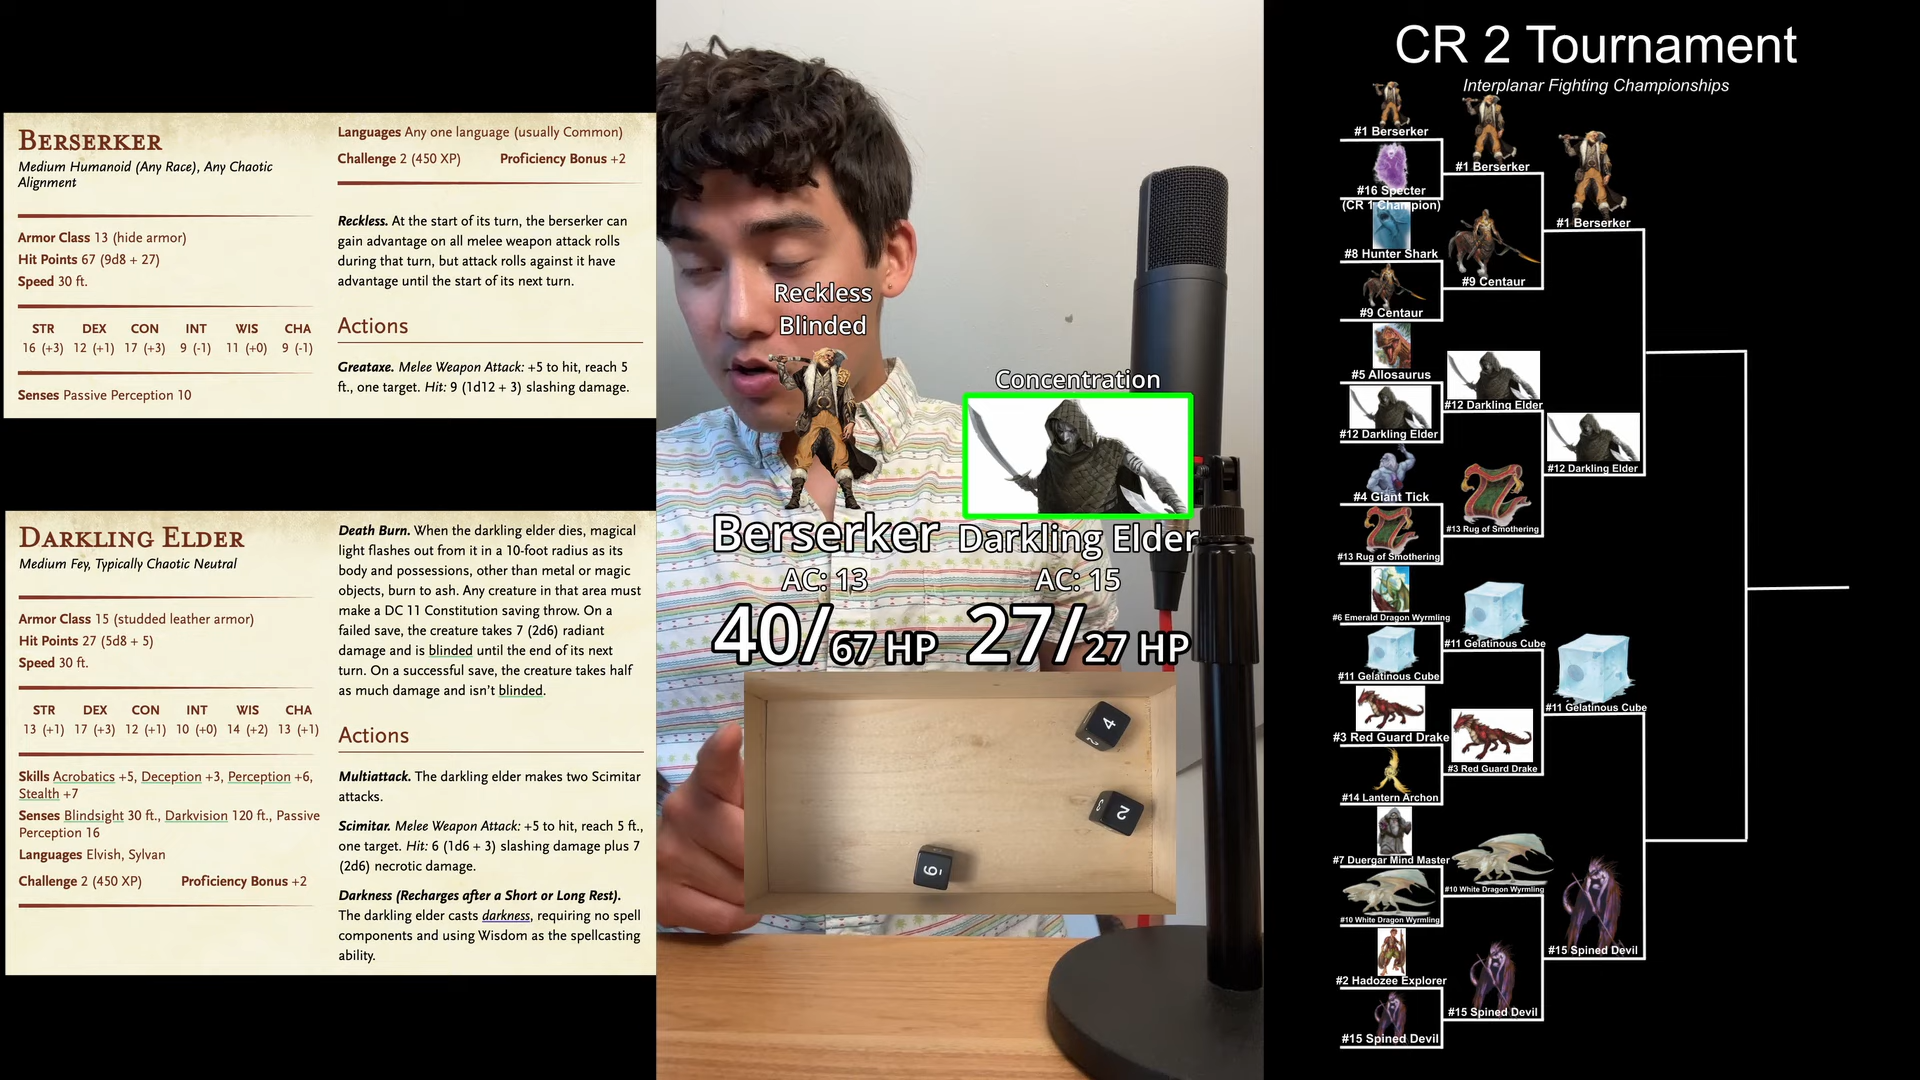 BERSERKER
Medium Humanoid (Any Race), Any Chaotic
Alignment
Armor Class 13 (hide armor)
Hit Points 67 (9d8 + 27)
Speed 30 ft.
STR DEX CON INT WIS CHA
16 (+3) 12 (+1) 17 (+3) 9 (-1) 11 (+0) 9 (-1)
Senses Passive Perception 10
Languages Any one language (usually Common)
Challenge 2 (450 XP) Proficiency Bonus +2
Reckless. At the start of its turn, the berserker can
gain advantage on all melee weapon attack rolls
during that turn, but attack rolls against it have
advantage until the start of its next turn.
Actions
Greataxe. Melee Weapon Attack: +5 to hit, reach 5
ft., one target. Hit: 9 (1d12 + 3) slashing damage.
DARKLING ELDER
Medium Fey, Typically Chaotic Neutral
Armor Class 15 (studded leather armor)
Hit Points 27 (5d8 + 5)
Speed 30 ft.
STR DEX CON INT WIS CHA
13 (+1) 17 (+3) 12 (+1) 10 (+0) 14 (+2) 13 (+1)
Skills Acrobatics +5, Deception +3, Perception +6,
Stealth +7
Senses Blindsight 30 ft., Darkvision 120 ft., Passive
Perception 16
Languages Elvish, Sylvan
Challenge 2 (450 XP) Proficiency Bonus +2
Death Burn. When the darkling elder dies, magical
light flashes out from it in a 10-foot radius as its
body and possessions, other than metal or magic
objects, burn to ash. Any creature in that area must
make a DC 11 Constitution saving throw. On a
failed save, the creature takes 7 (2d6) radiant
damage and is blinded until the end of its next
turn. On a successful save, the creature takes half
as much damage and isn't blinded.
Actions
Multiattack. The darkling elder makes two Scimitar
attacks.
Scimitar. Melee Weapon Attack: +5 to hit, reach 5 ft.,
one target. Hit: 6 (1d6 + 3) slashing damage plus 7
(2d6) necrotic damage.
Darkness (Recharges after a Short or Long Rest).
The darkling elder casts darkness, requiring no spell
components and using Wisdom as the spellcasting
ability.
Reckless
Blinded
Berserker
AC: 13
40/67 HP
Concentration
Darkling Elder
AC: 15
27/27 HP
4
2
2
6
CR 2 Tournament
Interplanar Fighting Championships
#1 Berserker
#16 Specter
(CR 1 Champion)
#8 Hunter Shark
#9 Centaur
#5 Allosaurus
#12 Darkling Elder
#4 Giant Tick
#13 Rug of Smothering
#6 Emerald Dragon Wyrmling
#11 Gelatinous Cube
#3 Red Guard Drake
#14 Lantern Archon
#7 Duergar Mind Master
#10 White Dragon Wyrmling
#2 Hadozee Explorer
#15 Spined Devil
#1 Berserker
#9 Centaur
#12 Darkling Elder
#13 Rug of Smothering
#11 Gelatinous Cube
#3 Red Guard Drake
#10 White Dragon Wyrmling
#15 Spined Devil
#1 Berserker
#12 Darkling Elder
#11 Gelatinous Cube
#15 Spined Devil